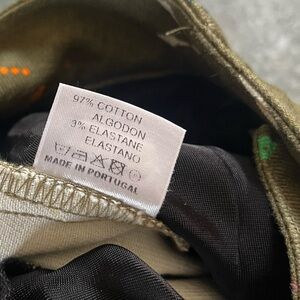 97% COTTON
ALGODON
3% ELASTANE
ELASTANO
MADE IN PORTUGAL